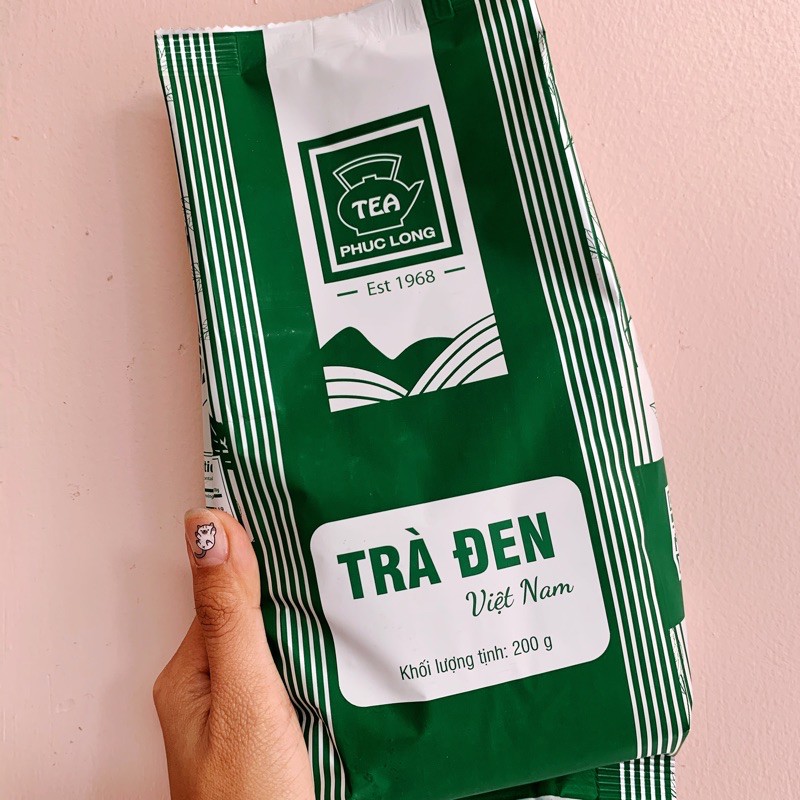 TEA
PHUC LONG
Est 1968
TRÀ ĐEN
Việt Nam
Khối lượng tịnh: 200 g